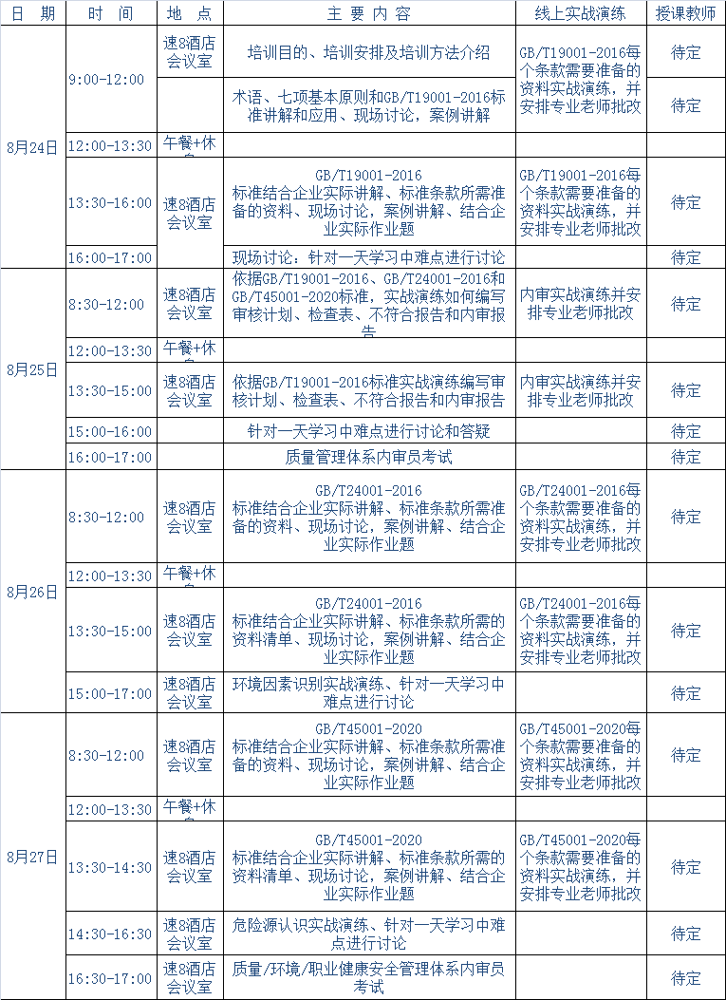 日 期 时 间 地 点 主 要 内 容 线上实战演练 授课教师
8月24日
9:00-12:00
速8酒店
会议室
培训目的、培训安排及培训方法介绍
GB/T19001-2016每
个条款需要准备的
资料实战演练，并
安排专业老师批改
待定
术语、七项基本原则和GB/T19001-2016标
准讲解和应用、现场讨论，案例讲解
待定
12:00-13:30
午餐+休
息
13:30-16:00
速8酒店
会议室
GB/T19001-2016
标准结合企业实际讲解、标准条款所需准
备的资料、现场讨论，案例讲解、结合企
业实际作业题
GB/T19001-2016每
个条款需要准备的
资料实战演练，并
安排专业老师批改
待定
16:00-17:00
现场讨论：针对一天学习中难点进行讨论
待定
8月25日
8:30-12:00
速8酒店
会议室
依据GB/T19001-2016、GB/T24001-2016和
GB/T45001-2020标准，实战演练如何编写
审核计划、检查表、不符合报告和内审报
告
内审实战演练并安
排专业老师批改
待定
12:00-13:30
午餐+休
息
13:30-15:00
速8酒店
会议室
依据GB/T19001-2016标准实战演练编写审
核计划、检查表、不符合报告和内审报告
内审实战演练并安
排专业老师批改
待定
15:00-16:00
针对一天学习中难点进行讨论和答疑
待定
16:00-17:00
质量管理体系内审员考试
待定
8月26日
8:30-12:00
速8酒店
会议室
GB/T24001-2016
标准结合企业实际讲解、标准条款所需准
备的资料、现场讨论，案例讲解、结合企
业实际作业题
GB/T24001-2016每
个条款需要准备的
资料实战演练，并
安排专业老师批改
待定
12:00-13:30
午餐+休
息
13:30-15:00
速8酒店
会议室
GB/T24001-2016
标准结合企业实际讲解、标准条款所需的
资料清单、现场讨论，案例讲解、结合企
业实际作业题
GB/T24001-2016每
个条款需要准备的
资料实战演练，并
安排专业老师批改
待定
15:00-17:00
速8酒店
会议室
环境因素识别实战演练、针对一天学习中
难点进行讨论
待定
8月27日
8:30-12:00
速8酒店
会议室
GB/T45001-2020
标准结合企业实际讲解、标准条款所需准
备的资料、现场讨论，案例讲解、结合企
业实际作业题
GB/T45001-2020每
个条款需要准备的
资料实战演练，并
安排专业老师批改
待定
12:00-13:30
午餐+休
息
13:30-14:30
速8酒店
会议室
GB/T45001-2020
标准结合企业实际讲解、标准条款所需的
资料清单、现场讨论，案例讲解、结合企
业实际作业题
GB/T45001-2020每
个条款需要准备的
资料实战演练，并
安排专业老师批改
待定
14:30-16:30
速8酒店
会议室
危险源认识实战演练、针对一天学习中难
点进行讨论
待定
16:30-17:00
速8酒店
会议室
质量/环境/职业健康安全管理体系内审员
考试
待定